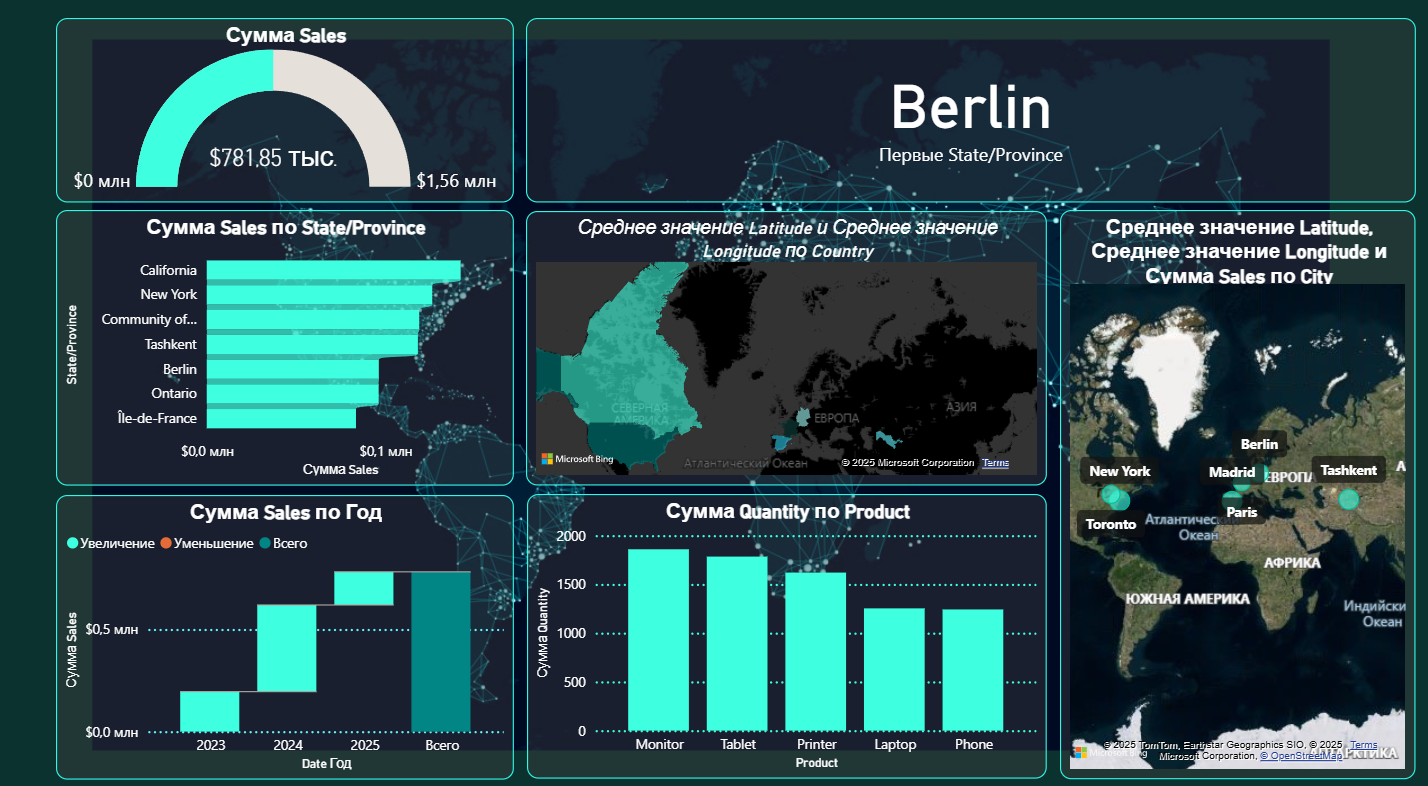 Сумма Sales
$781,85 тыс.
$0 млн
$1,56 млн
Berlin
Первые State/Province
Сумма Sales по State/Province
State/Province
California
New York
Community of...
Tashkent
Berlin
Ontario
Île-de-France
$0,0 млн
$0,1 млн
Сумма Sales
Среднее значение Latitude и Среднее значение
Longitude по Country
СЕВЕРНАЯ
АМЕРИКА
ЕВРОПА
АЗИЯ
Атлантический Океан
Microsoft Bing
© 2025 Microsoft Corporation Terms
Среднее значение Latitude,
Среднее значение Longitude и
Сумма Sales по City
Berlin
New York
Madrid
Tashkent
ЕВРОПА
Paris
Toronto
Атлантический
Океан
АФРИКА
ЮЖНАЯ АМЕРИКА
Индийски
Океан
© 2025 TomTom, Earthstar Geographics SIO, © 2025 Terms
Microsoft Corporation, © OpenStreetMap
АНТАРКТИКА
Microsoft Bing
Сумма Sales по Год
Увеличение Уменьшение Всего
Сумма Sales
$0,5 млн
$0,0 млн
2023
2024
2025
Всего
Date Год
Сумма Quantity по Product
Сумма Quantity
2000
1500
1000
500
0
Monitor
Tablet
Printer
Laptop
Phone
Product